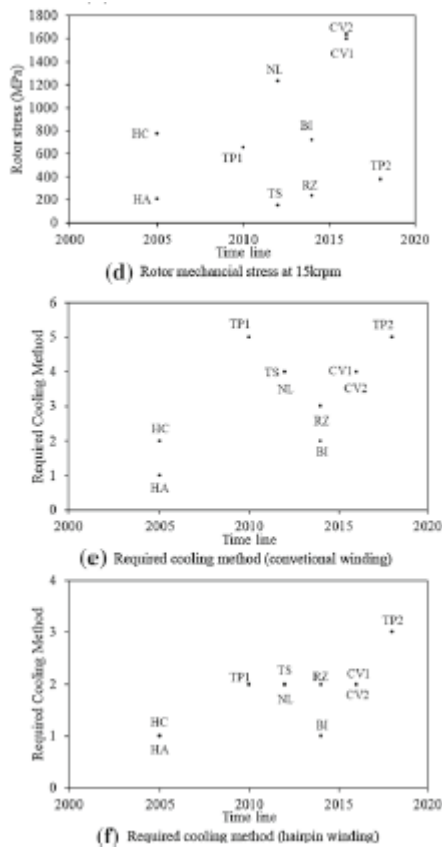 1800
1600
1400
1200
1000
800
600
400
200
0
Rotor stress (MPa)
CV2
CV1
NL
HC
BI
TP1
TP2
HA
TS
RZ
2000 2005 2010 2015 2020
Time line
(d) Rotor mechancial stress at 15krpm
6
5
4
3
2
1
0
Required Cooling Method
TP1
TP2
TS
CV1
NL
CV2
HC
RZ
BI
HA
2000 2005 2010 2015 2020
Time line
(e) Required cooling method (convetional winding)
4
3
2
1
0
Required Cooling Method
TP2
TP1
TS
RZ
CV1
NL
CV2
HC
BI
HA
2000 2005 2010 2015 2020
Time line
(f) Required cooling method (hairpin winding)